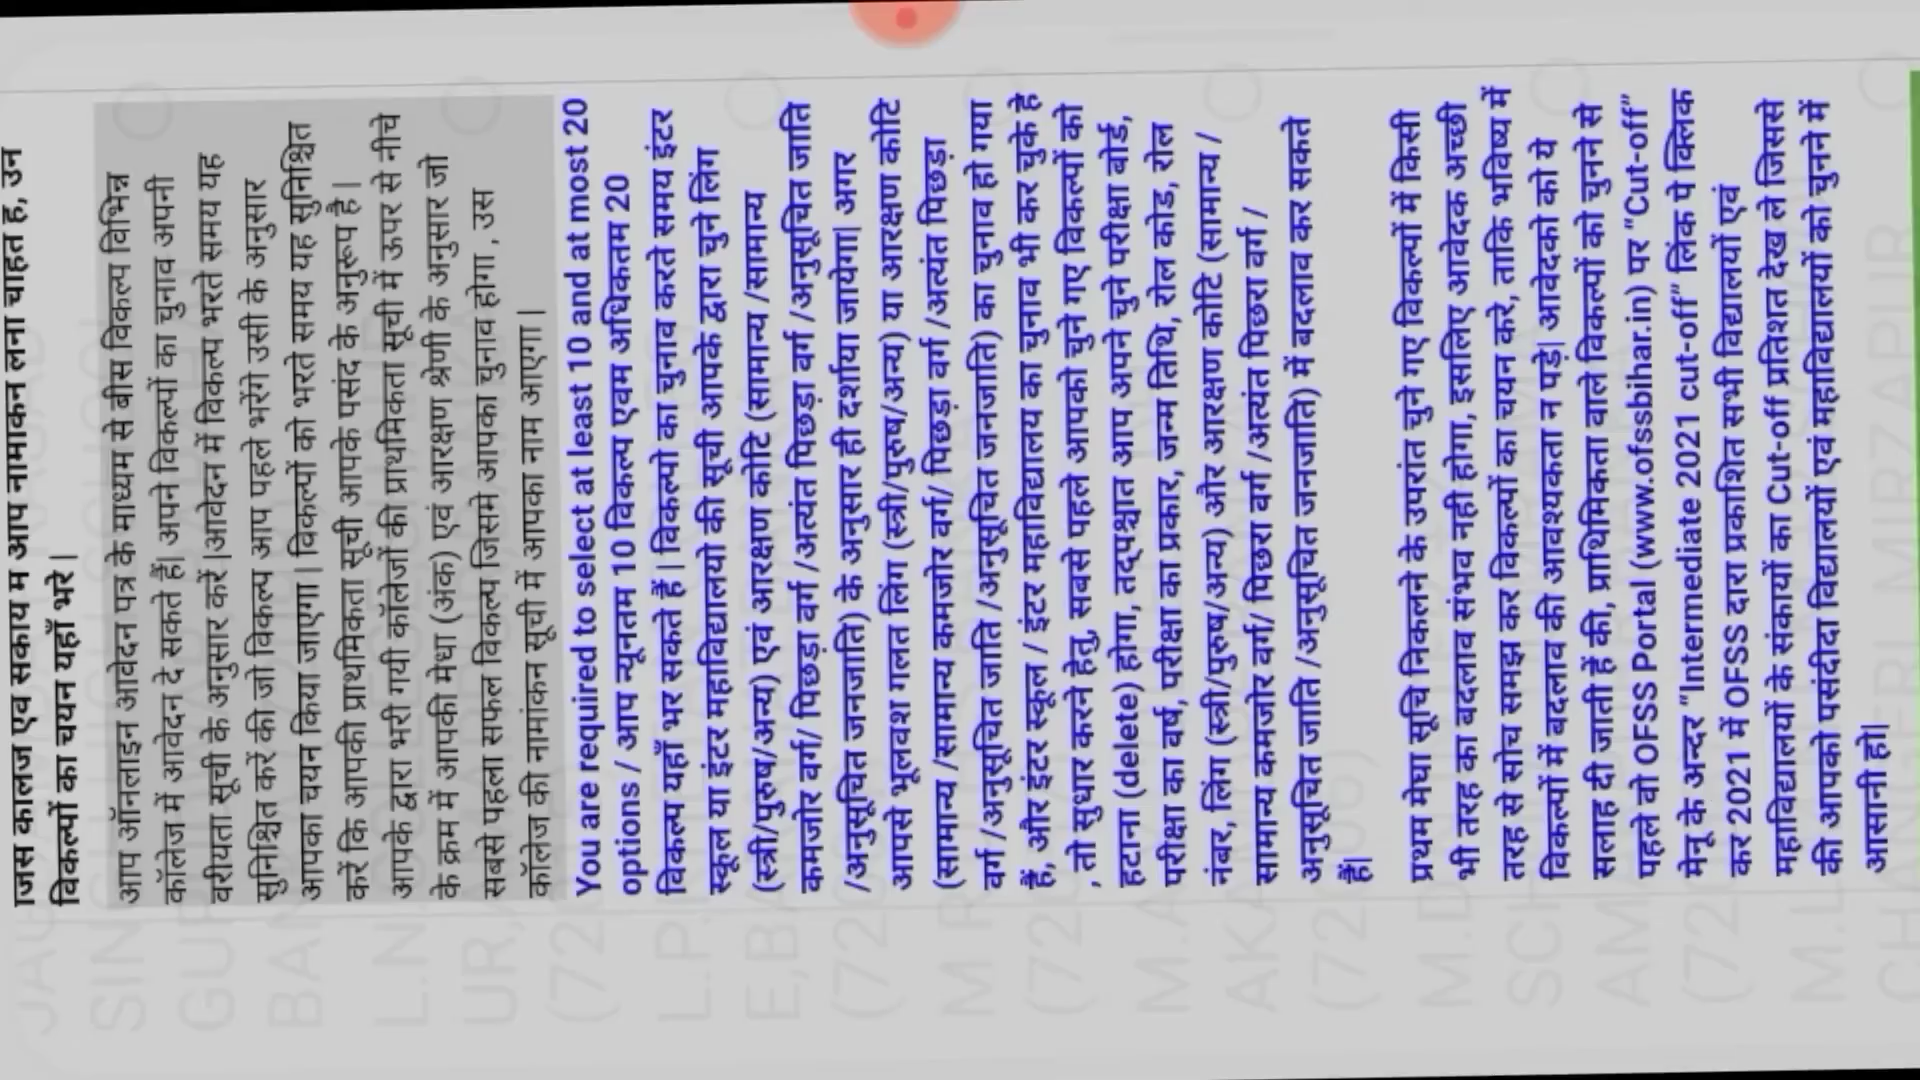 जिस कालेज एवं सकाय म आप नामाकन लना चाहत ह, उन
विकल्पों का चयन यहाँ भरे |
आप ऑनलाइन आवेदन पत्र के माध्यम से बीस विकल्प विभिन्न
कॉलेज में आवेदन दे सकते हैं| अपने विकल्पों का चुनाव अपनी
वरीयता सूची के अनुसार करें |आवेदन में विकल्प भरते समय यह
सुनिश्चित करें की जो विकल्प आप पहले भरेंगे उसी के अनुसार
आपका चयन किया जाएगा | विकल्पों को भरते समय यह सुनिश्चित
करें कि आपकी प्राथमिकता सूची आपके पसंद के अनुरूप है |
आपके द्वारा भरी गयी कॉलेजों की प्राथमिकता सूची में ऊपर से नीचे
के क्रम में आपकी मेधा (अंक) एवं आरक्षण श्रेणी के अनुसार जो
सबसे पहला सफल विकल्प जिसमे आपका चुनाव होगा , उस
कॉलेज की नामांकन सूची में आपका नाम आएगा |
You are required to select at least 10 and at most 20
options / आप न्यूनतम 10 विकल्प एवम अधिकतम 20
विकल्प यहाँ भर सकते हैं | विकल्पो का चुनाव करते समय इंटर
स्कूल या इंटर महाविद्यालयो की सूची आपके द्वारा चुने लिंग
(स्त्री/पुरुष/अन्य) एवं आरक्षण कोटि (सामान्य /सामान्य
कमजोर वर्ग/ पिछड़ा वर्ग /अत्यंत पिछड़ा वर्ग /अनुसूचित जाति
/अनुसूचित जनजाति) के अनुसार ही दर्शाया जायेगा| अगर
आपसे भूलवश गलत लिंग (स्त्री/पुरुष/अन्य) या आरक्षण कोटि
(सामान्य /सामान्य कमजोर वर्ग/ पिछड़ा वर्ग /अत्यंत पिछड़ा
वर्ग /अनुसूचित जाति /अनुसूचित जनजाति) का चुनाव हो गया
हैं, और इंटर स्कूल / इंटर महाविद्यालय का चुनाव भी कर चुके है
, तो सुधार करने हेतु, सबसे पहले आपको चुने गए विकल्पों को
हटाना (delete) होगा, तद्पश्चात आप अपने चुने परीक्षा बोर्ड,
परीक्षा का वर्ष, परीक्षा का प्रकार, जन्म तिथि, रोल कोड, रोल
नंबर, लिंग (स्त्री/पुरुष/अन्य) और आरक्षण कोटि (सामान्य /
सामान्य कमजोर वर्ग/ पिछरा वर्ग /अत्यंत पिछरा वर्ग /
अनुसूचित जाति /अनुसूचित जनजाति) में बदलाव कर सकते
हैं|
प्रथम मेघा सूचि निकलने के उपरांत चुने गए विकल्पों में किसी
भी तरह का बदलाव संभव नही होगा, इसलिए आवेदक अच्छी
तरह से सोच समझ कर विकल्पों का चयन करे, ताकि भविष्य में
विकल्पों में बदलाव की आवश्यकता न पड़े| आवेदको को ये
सलाह दी जाती हैं की, प्राथिमिकता वाले विकल्पों को चुनने से
पहले वो OFSS Portal (www.ofssbihar.in) पर “Cut-off”
मेनू के अन्दर “Intermediate 2021 cut-off” लिंक पे क्लिक
कर 2021 में OFSS दारा प्रकाशित सभी विद्यालयों एवं
महाविद्यालयों के संकायों का Cut-off प्रतिशत देख ले जिससे
की आपको पसंदीदा विद्यालयों एवं महाविद्यालयों को चुनने में
आसानी हो|